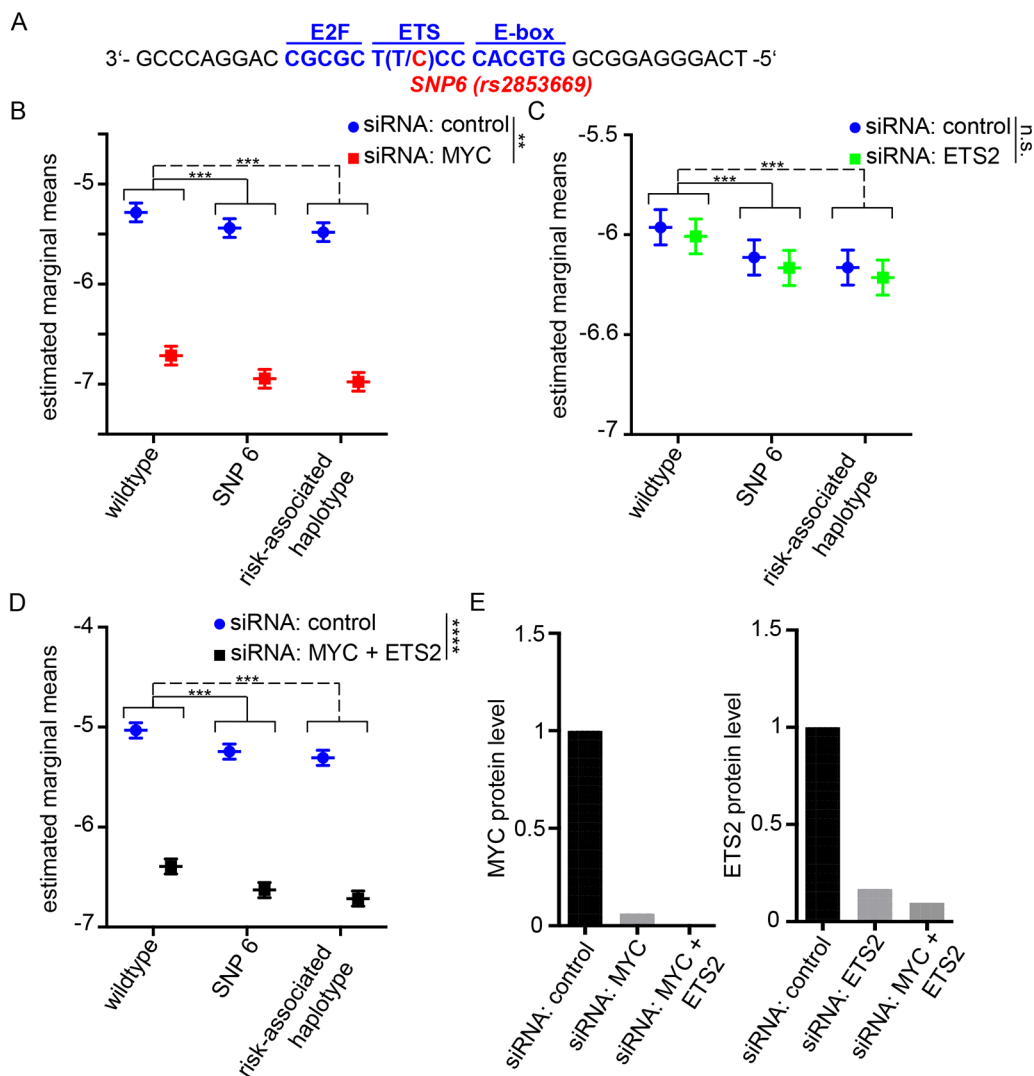 A
E2F ETS E-box
3'- GCCCAGGAC CGCGC T(T/C)CC CACGTG GCGGAGGGACT -5'
SNP6 (rs2853669)
B
siRNA: control
siRNA: MYC
**
***
***
estimated marginal means
-5
-6
-7
wildtype
SNP 6
risk-associated
haplotype
C
siRNA: control
siRNA: ETS2
n.s.
***
***
estimated marginal means
-5.5
-6
-6.6
-7
wildtype
SNP 6
risk-associated
haplotype
D
siRNA: control
siRNA: MYC + ETS2
****
***
***
estimated marginal means
-4
-5
-6
-7
wildtype
SNP 6
risk-associated
haplotype
E
MYC protein level
1.5
1
0.5
0
siRNA: control
siRNA: MYC
siRNA: MYC +
ETS2
ETS2 protein level
1.5
1
0.5
0
siRNA: control
siRNA: ETS2
siRNA: MYC +
ETS2